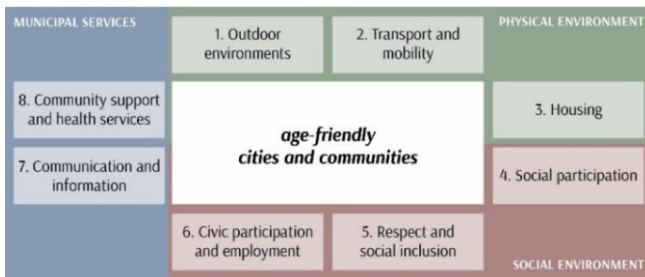 MUNICIPAL SERVICES
PHYSICAL ENVIRONMENT
1. Outdoor
environments
2. Transport and
mobility
8. Community support
and health services
3. Housing
age-friendly
cities and communities
7. Communication and
information
4. Social participation
6. Civic participation
and employment
5. Respect and
social inclusion
SOCIAL ENVIRONMENT